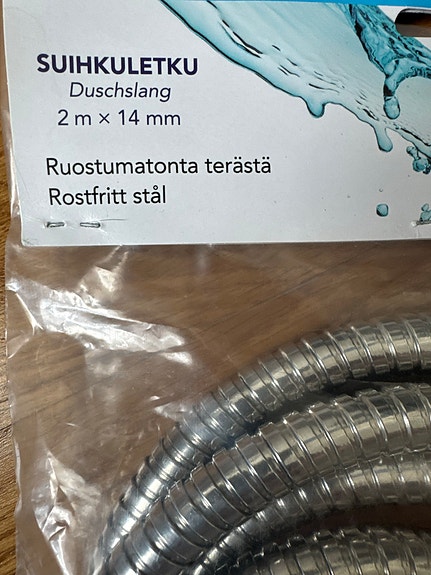 SUIHKULETKU
Duschslang
2 m × 14 mm
Ruostumatonta terästä
Rostfritt stål